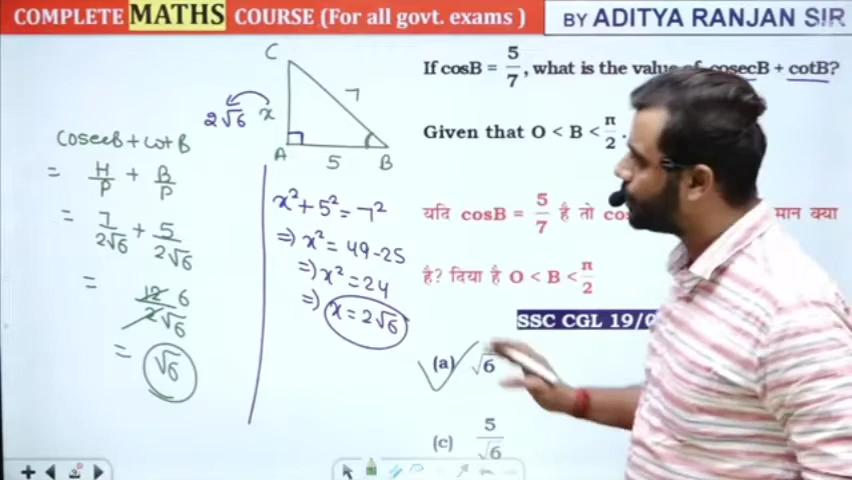 COMPLETE MATHS COURSE (For all govt. exams )
BY ADITYA RANJAN SIR
If cosB = 5/7, what is the value of cosecB + cotB?
Given that O < B < π/2.
यदि cosB = 5/7 है तो
मान क्या
है? दिया है O < B < π/2
SSC CGL 19/0
(a) √6
(c) 5/√6
C
7
2√6 x
A 5 B
cosecB + cotB
= H/P + B/P
= 7/2√6 + 5/2√6
= 12 6/2√6
= √6
x² + 5² = 7²
⇒ x² = 49 - 25
⇒ x² = 24
⇒ x = 2√6